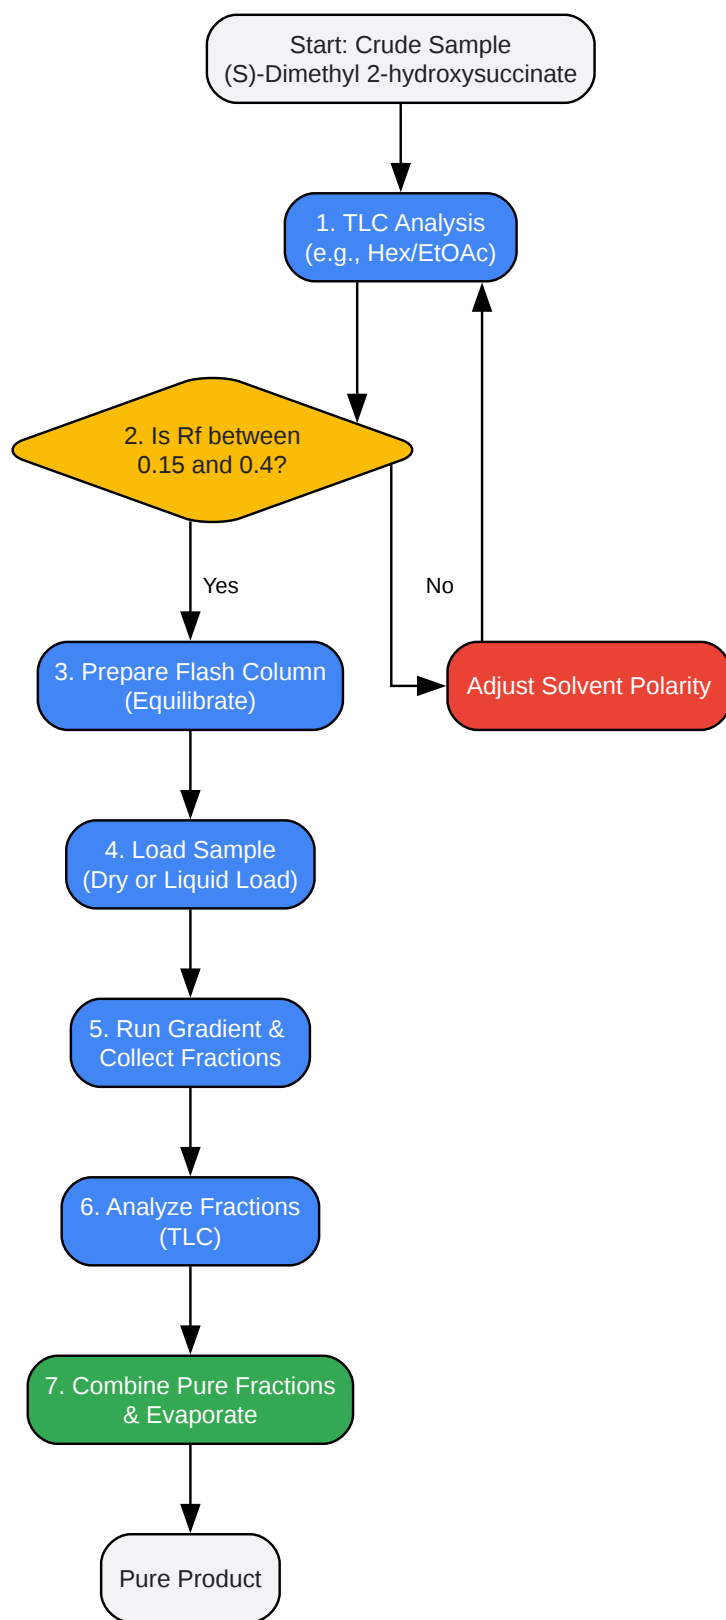 Start: Crude Sample
(S)-Dimethyl 2-hydroxysuccinate
1. TLC Analysis
(e.g., Hex/EtOAc)
2. Is Rf between
0.15 and 0.4?
Yes
No
3. Prepare Flash Column
(Equilibrate)
Adjust Solvent Polarity
4. Load Sample
(Dry or Liquid Load)
5. Run Gradient &
Collect Fractions
6. Analyze Fractions
(TLC)
7. Combine Pure Fractions
& Evaporate
Pure Product